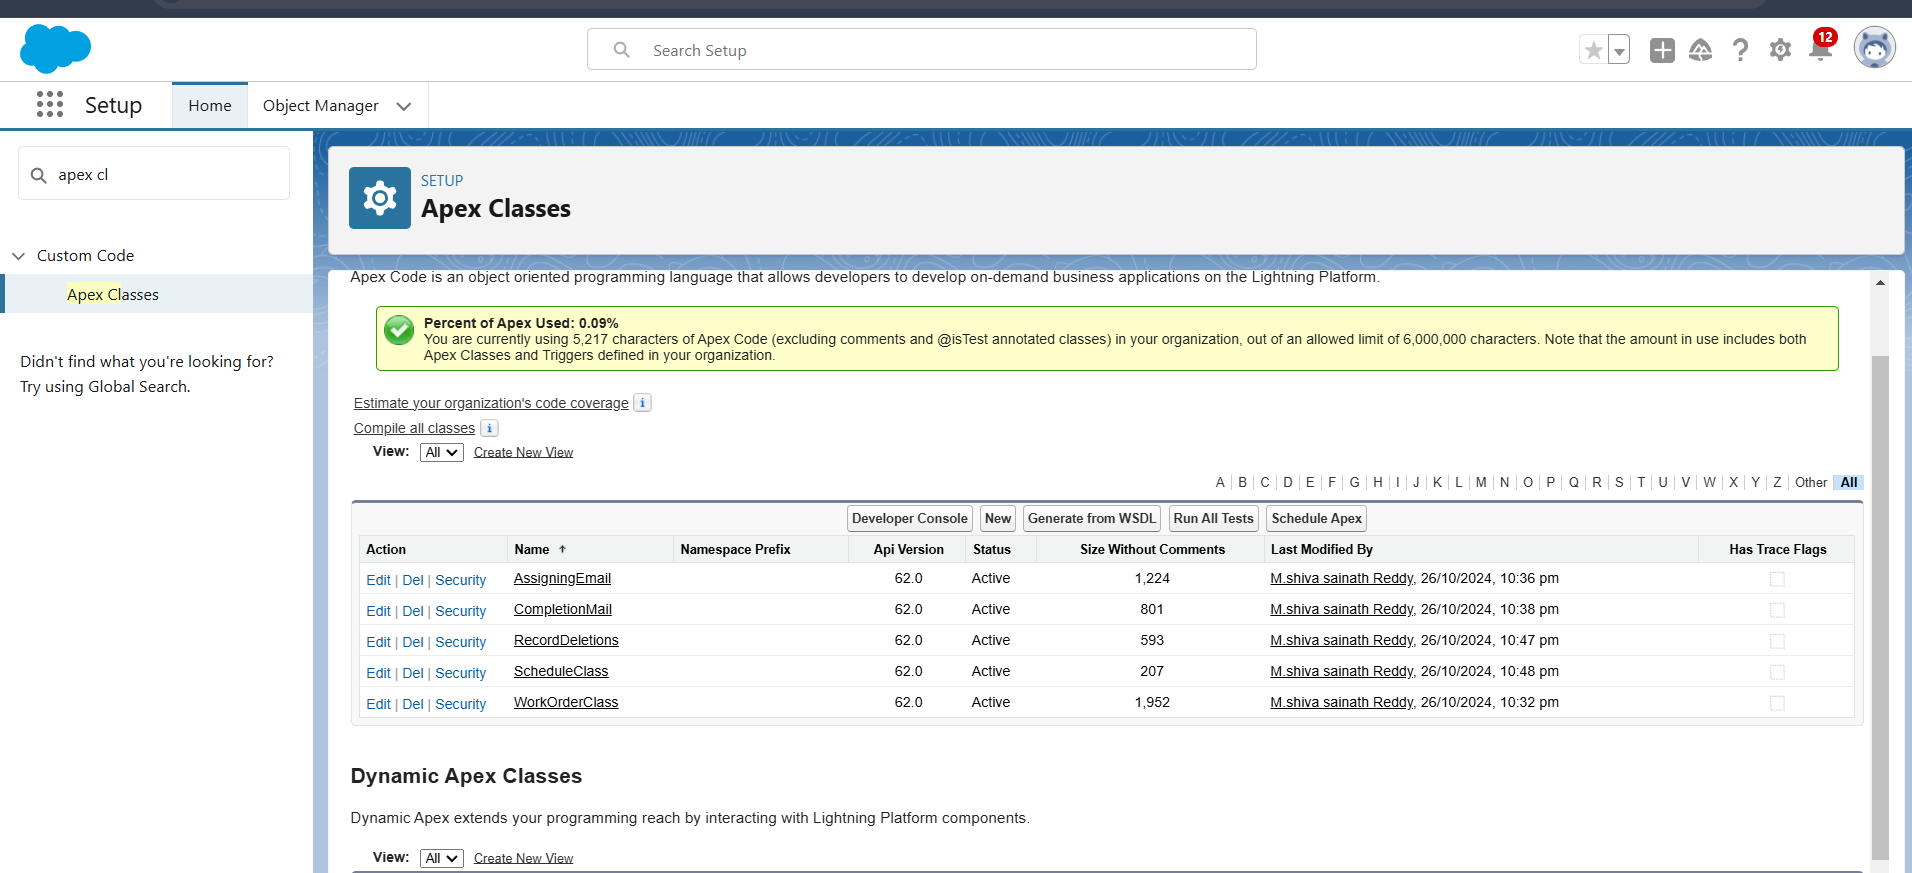 Search Setup
12
Setup
Home
Object Manager
apex cl
Custom Code
Apex Classes
Didn't find what you're looking for?
Try using Global Search.
SETUP
Apex Classes
Apex Code is an object oriented programming language that allows developers to develop on-demand business applications on the Lightning Platform.
Percent of Apex Used: 0.09%
You are currently using 5,217 characters of Apex Code (excluding comments and @isTest annotated classes) in your organization, out of an allowed limit of 6,000,000 characters. Note that the amount in use includes both
Apex Classes and Triggers defined in your organization.
Estimate your organization's code coverage i
Compile all classes i
View: All Create New View
A | B | C | D | E | F | G | H | I | J | K | L | M | N | O | P | Q | R | S | T | U | V | W | X | Y | Z | Other All
Developer Console New Generate from WSDL Run All Tests Schedule Apex
Action Name ↑ Namespace Prefix Api Version Status Size Without Comments Last Modified By Has Trace Flags
Edit | Del | Security AssigningEmail 62.0 Active 1,224 M.shiva sainath Reddy, 26/10/2024, 10:36 pm
Edit | Del | Security CompletionMail 62.0 Active 801 M.shiva sainath Reddy, 26/10/2024, 10:38 pm
Edit | Del | Security RecordDeletions 62.0 Active 593 M.shiva sainath Reddy, 26/10/2024, 10:47 pm
Edit | Del | Security ScheduleClass 62.0 Active 207 M.shiva sainath Reddy, 26/10/2024, 10:48 pm
Edit | Del | Security WorkOrderClass 62.0 Active 1,952 M.shiva sainath Reddy, 26/10/2024, 10:32 pm
Dynamic Apex Classes
Dynamic Apex extends your programming reach by interacting with Lightning Platform components.
View: All Create New View